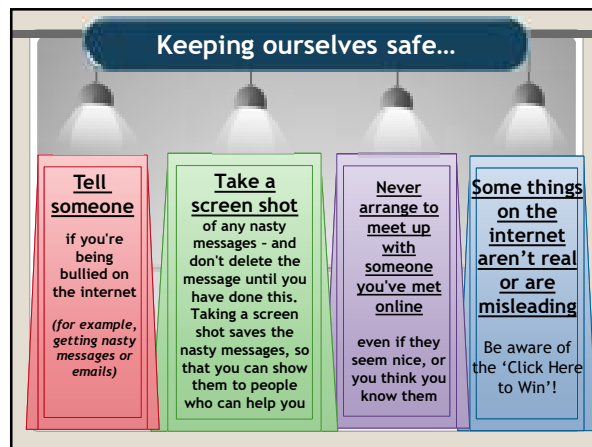 Keeping ourselves safe...
Tell
someone
if you're
being
bullied on
the internet
(for example,
getting nasty
messages or
emails)
Take a
screen shot
of any nasty
messages – and
don't delete the
message until you
have done this.
Taking a screen
shot saves the
nasty messages, so
that you can show
them to people
who can help you
Never
arrange to
meet up
with
someone
you've met
online
even if they
seem nice, or
you think you
know them
Some things
on the
internet
aren't real
or are
misleading
Be aware of
the ‘Click Here
to Win’!